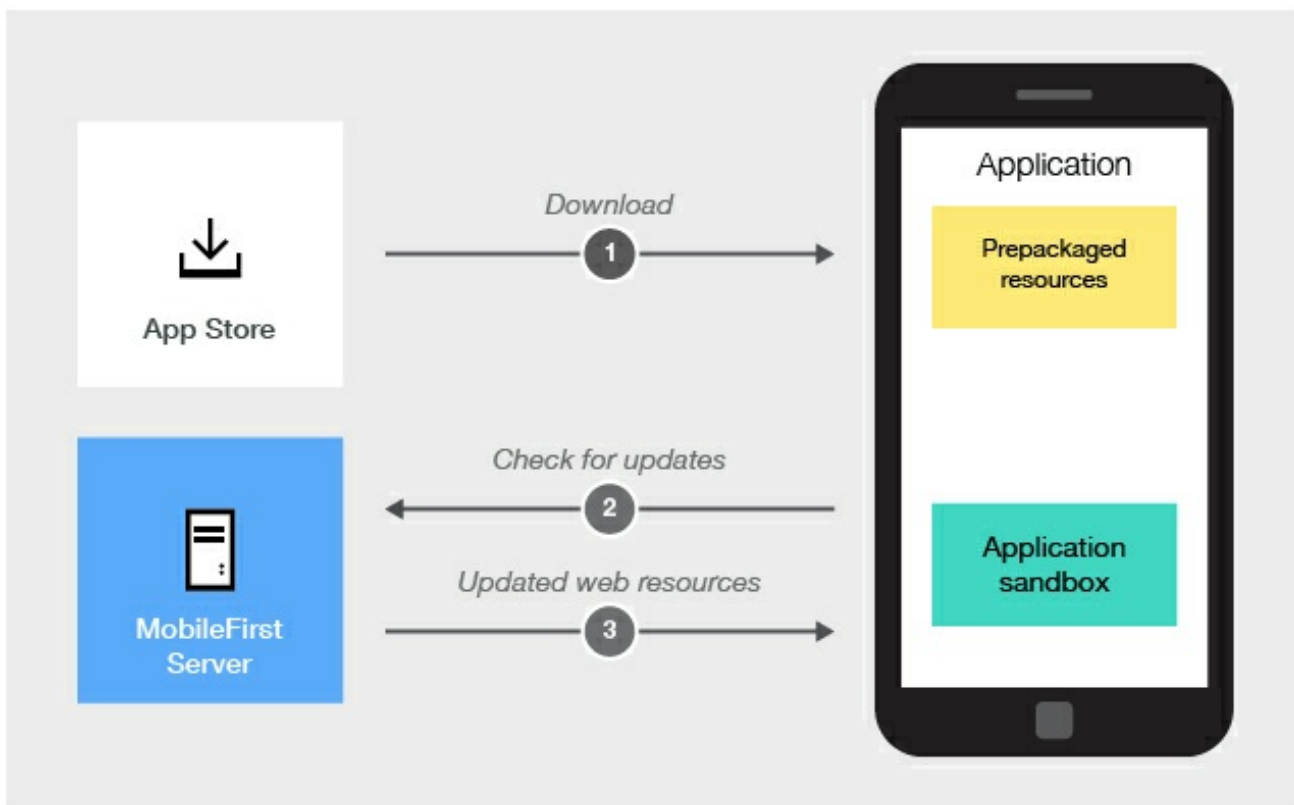 Application
Download
1
Prepackaged
resources
App Store
Check for updates
2
Application
sandbox
Updated web resources
3
MobileFirst
Server